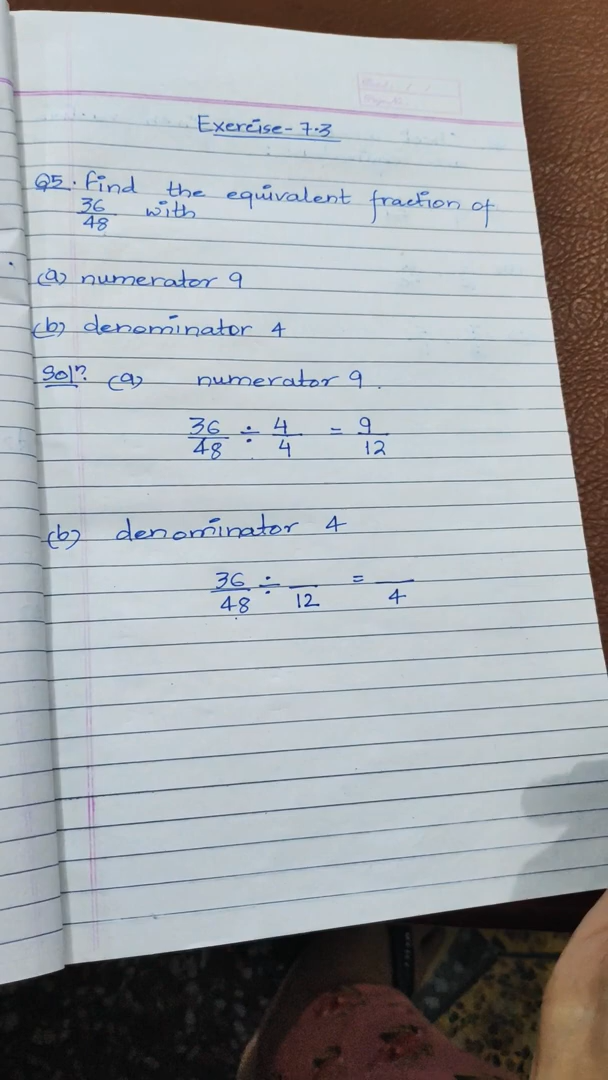 Exercise-7.3
Q5. Find the equivalent fraction of
36/48 with
(a) numerator 9
(b) denominator 4
Solⁿ. (a) numerator 9.
36/48 ÷ 4/4 = 9/12
(b) denominator 4
36/48 ÷ /12 = /4